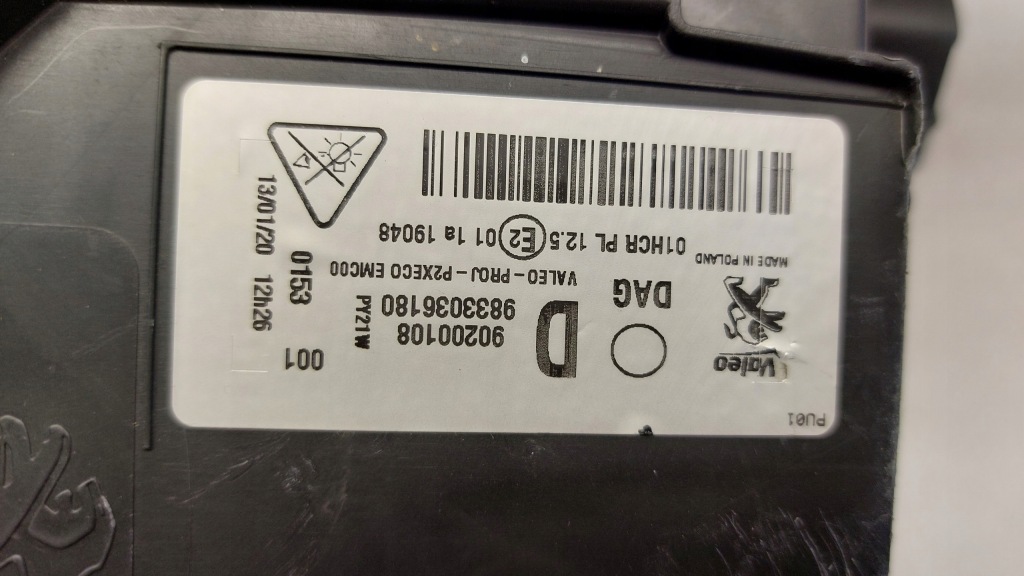 PU01
Valeo
MADE IN POLAND
DAG
D
90200108
9833036180
VALEO-PROJ-P2XECO EMC00
PY21W
001
01HCR PL 12.5 E2 01 1a 19048
0153
13/01/20 12h26